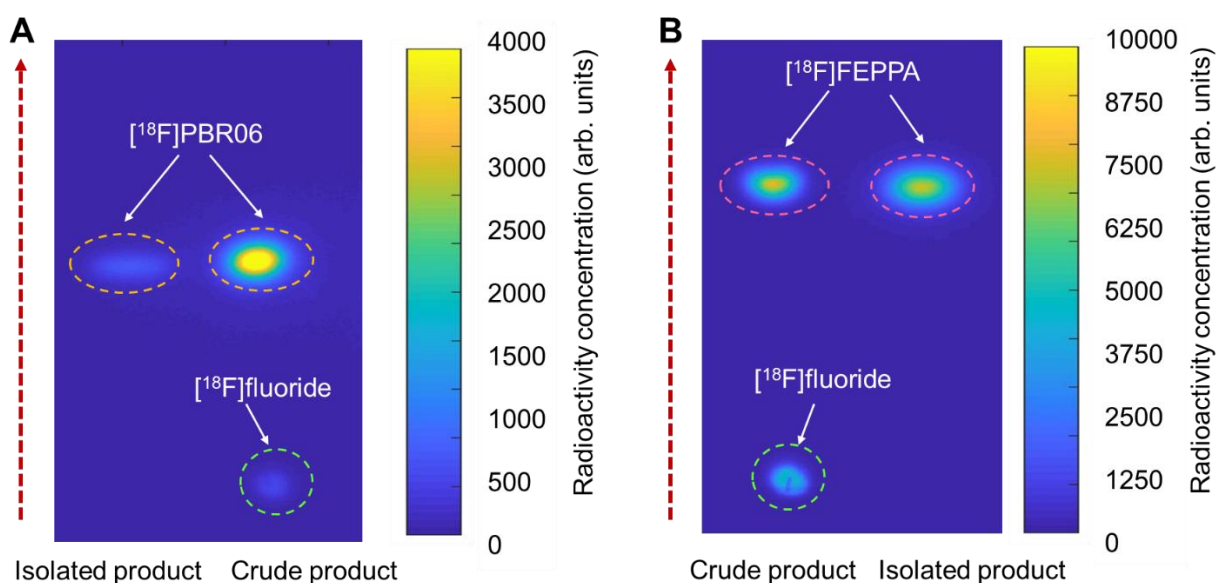 A
[¹⁸F]PBR06
[¹⁸F]fluoride
Isolated product
Crude product
4000
3500
3000
2500
2000
1500
1000
500
0
Radioactivity concentration (arb. units)
B
[¹⁸F]FEPPA
[¹⁸F]fluoride
Crude product
Isolated product
10000
8750
7500
6250
5000
3750
2500
1250
0
Radioactivity concentration (arb. units)